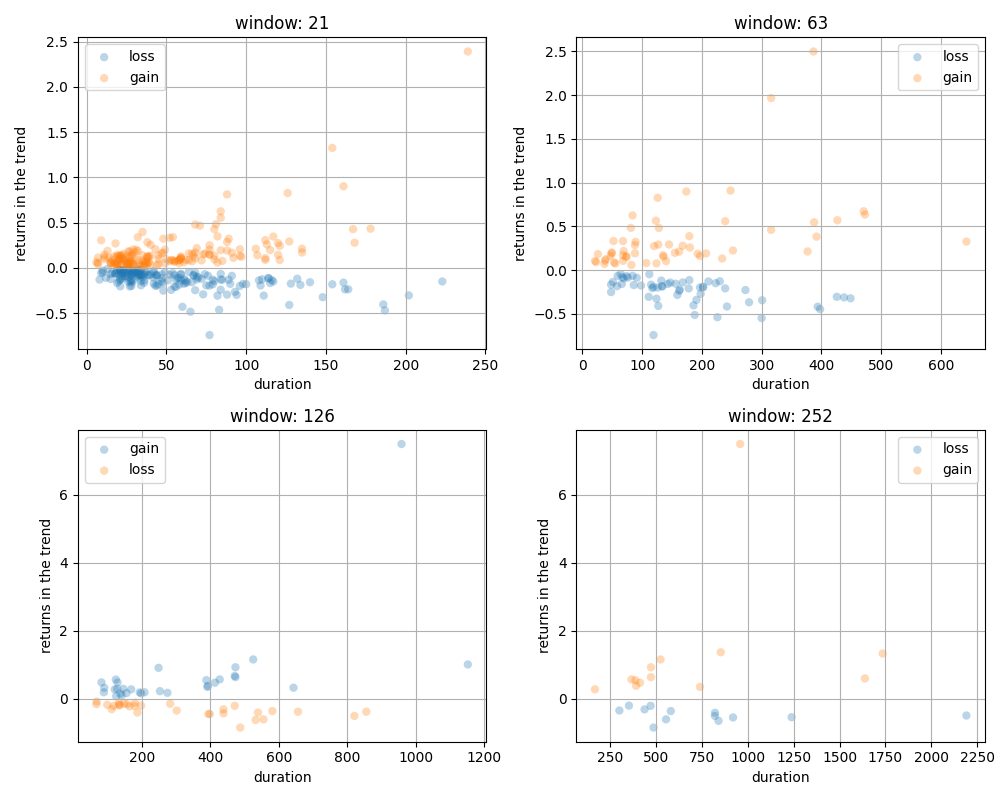 window: 21
2.5
2.0
1.5
1.0
0.5
0.0
−0.5
returns in the trend
loss
gain
0
50
100
150
200
250
duration
window: 63
2.5
2.0
1.5
1.0
0.5
0.0
−0.5
returns in the trend
loss
gain
0
100
200
300
400
500
600
duration
window: 126
6
4
2
0
returns in the trend
gain
loss
200
400
600
800
1000
1200
duration
window: 252
6
4
2
0
returns in the trend
loss
gain
250
500
750
1000
1250
1500
1750
2000
2250
duration